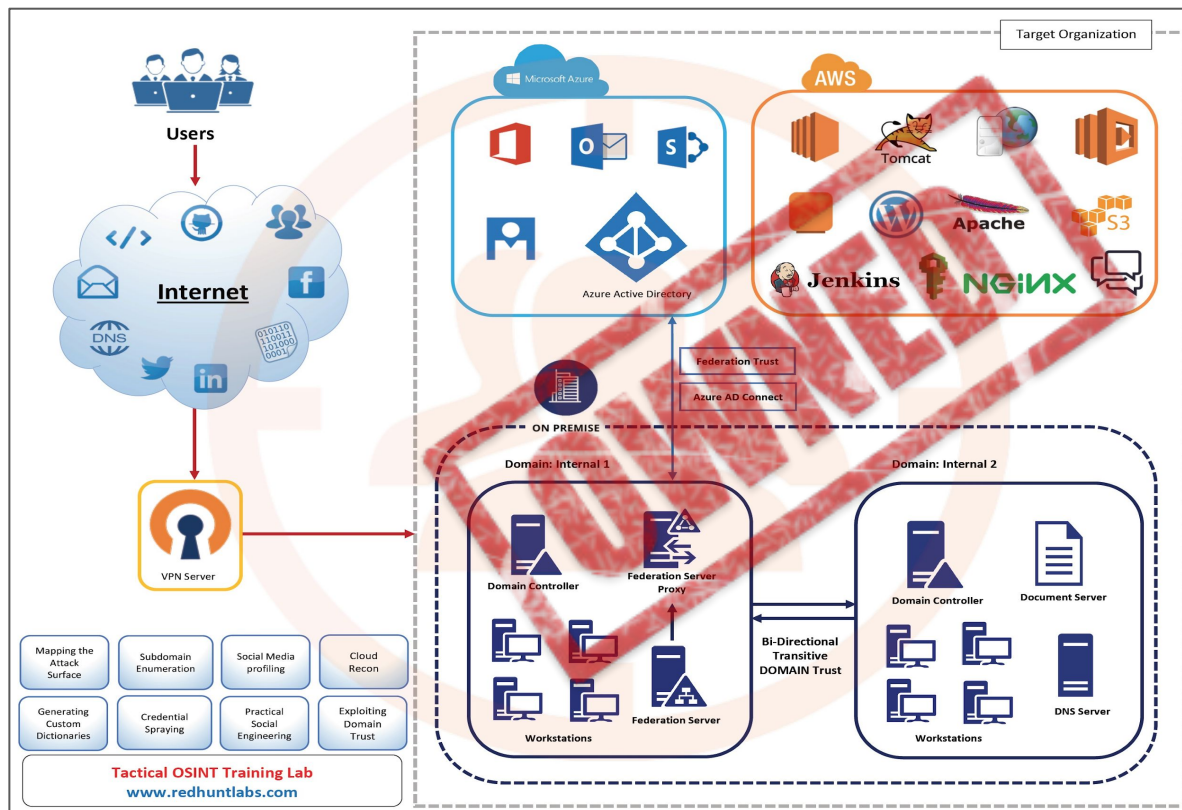 Target Organization
Users
Internet
DNS
010110
110011
101000
0001
VPN Server
Mapping the
Attack
Surface
Subdomain
Enumeration
Social Media
profiling
Cloud
Recon
Generating
Custom
Dictionaries
Credential
Spraying
Practical
Social
Engineering
Exploiting
Domain
Trust
Tactical OSINT Training Lab
www.redhuntlabs.com
Microsoft Azure
Azure Active Directory
AWS
Tomcat
Apache
S3
Jenkins
NGiNX
Federation Trust
Azure AD Connect
ON PREMISE
OWNED
Domain: Internal 1
Domain Controller
Federation Server
Proxy
Workstations
Federation Server
Bi-Directional
Transitive
DOMAIN Trust
Domain: Internal 2
Domain Controller
Document Server
Workstations
DNS Server